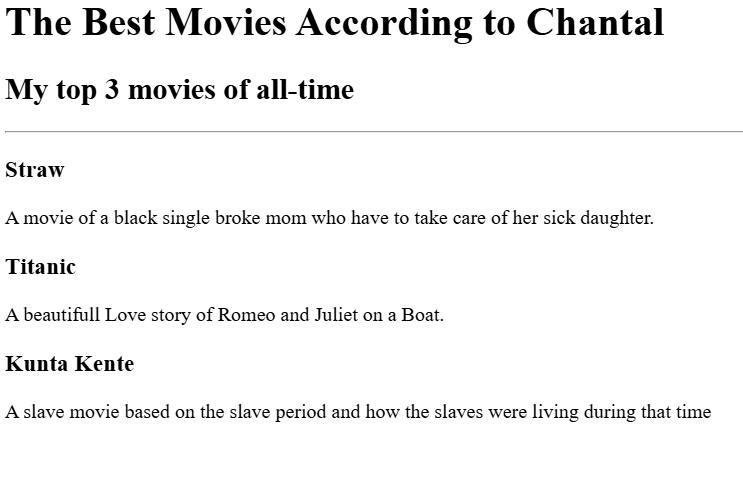 The Best Movies According to Chantal
My top 3 movies of all-time
Straw
A movie of a black single broke mom who have to take care of her sick daughter.
Titanic
A beautifull Love story of Romeo and Juliet on a Boat.
Kunta Kente
A slave movie based on the slave period and how the slaves were living during that time